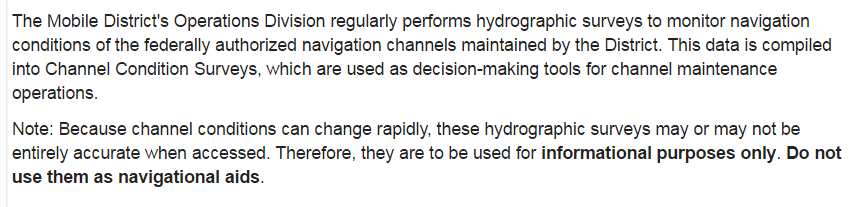 The Mobile District's Operations Division regularly performs hydrographic surveys to monitor navigation
conditions of the federally authorized navigation channels maintained by the District. This data is compiled
into Channel Condition Surveys, which are used as decision-making tools for channel maintenance
operations.
Note: Because channel conditions can change rapidly, these hydrographic surveys may or may not be
entirely accurate when accessed. Therefore, they are to be used for informational purposes only. Do not
use them as navigational aids.